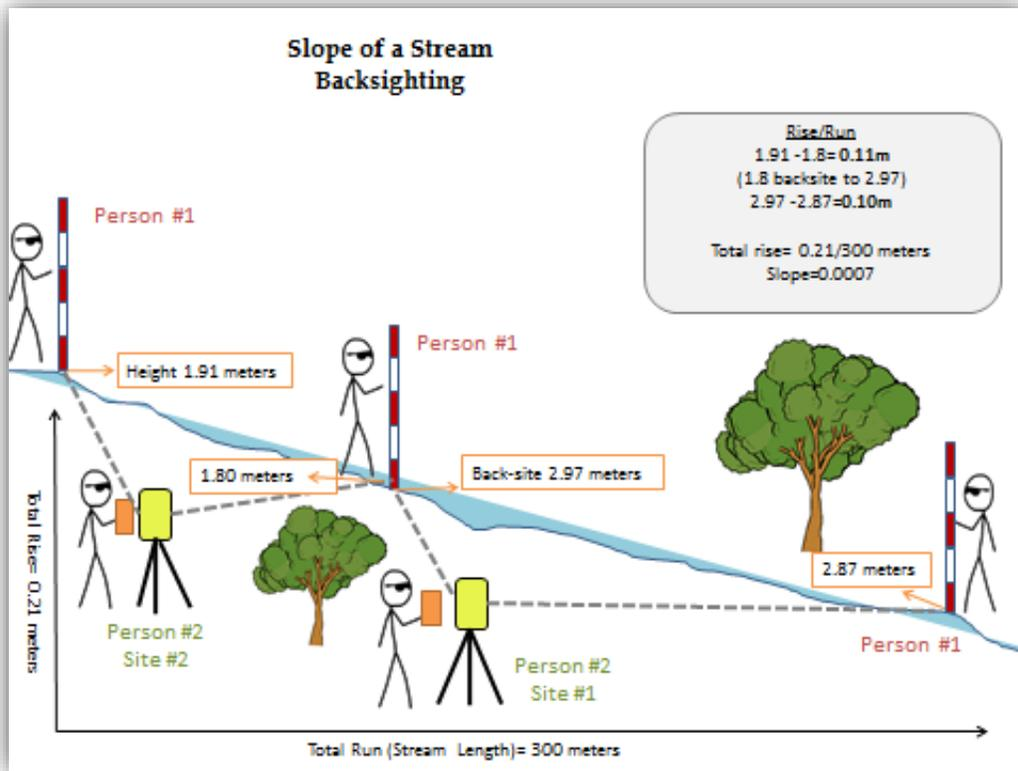 Slope of a Stream
Backsighting
Rise/Run
1.91 -1.8= 0.11m
(1.8 backsite to 2.97)
2.97 -2.87=0.10m
Total rise= 0.21/300 meters
Slope=0.0007
Person #1
Person #1
Height 1.91 meters
1.80 meters
Back-site 2.97 meters
2.87 meters
Total Rise= 0.21 meters
Person #2
Site #2
Person #2
Site #1
Person #1
Total Run (Stream Length)= 300 meters